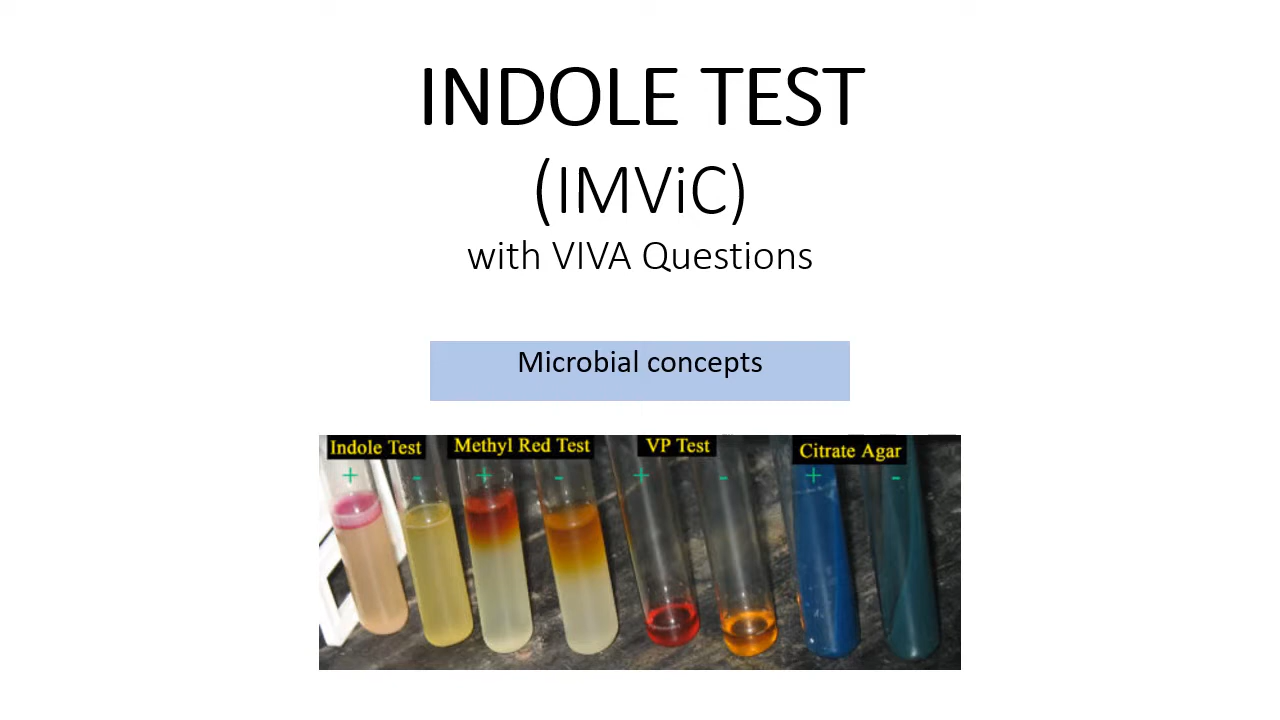 INDOLE TEST
(IMViC)
with VIVA Questions
Microbial concepts
Indole Test
Methyl Red Test
VP Test
Citrate Agar
+ - + - + - + -